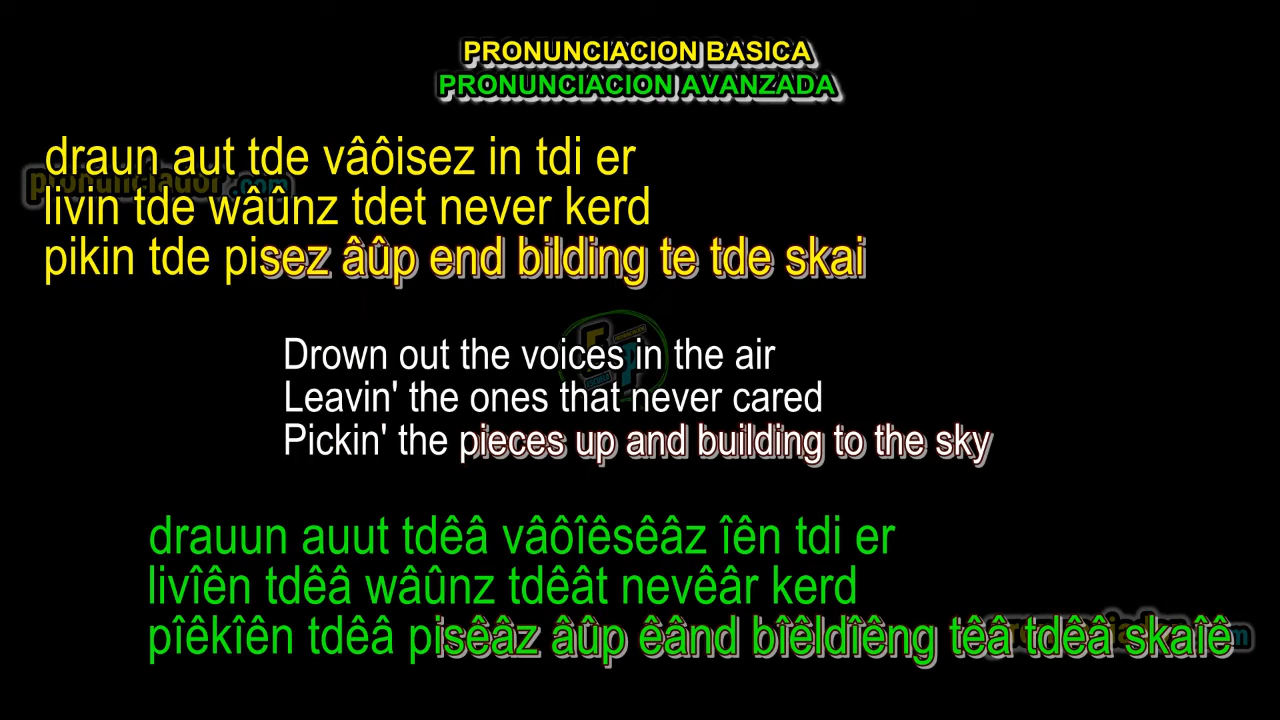 PRONUNCIACION BASICA
PRONUNCIACION AVANZADA
draun aut tde vâôisez in tdi er
pronunciador.com
livin tde wâûnz tdet never kerd
pikin tde pisez âûp end bilding te tde skai
Drown out the voices in the air
Leavin' the ones that never cared
Pickin' the pieces up and building to the sky
drauun auut tdêâ vâôîêsêâz îên tdi er
livîên tdêâ wâûnz tdêât nevêâr kerd
pîêkîên tdêâ pisêâz âûp êând bîêldîêng têâ tdêâ skaîê